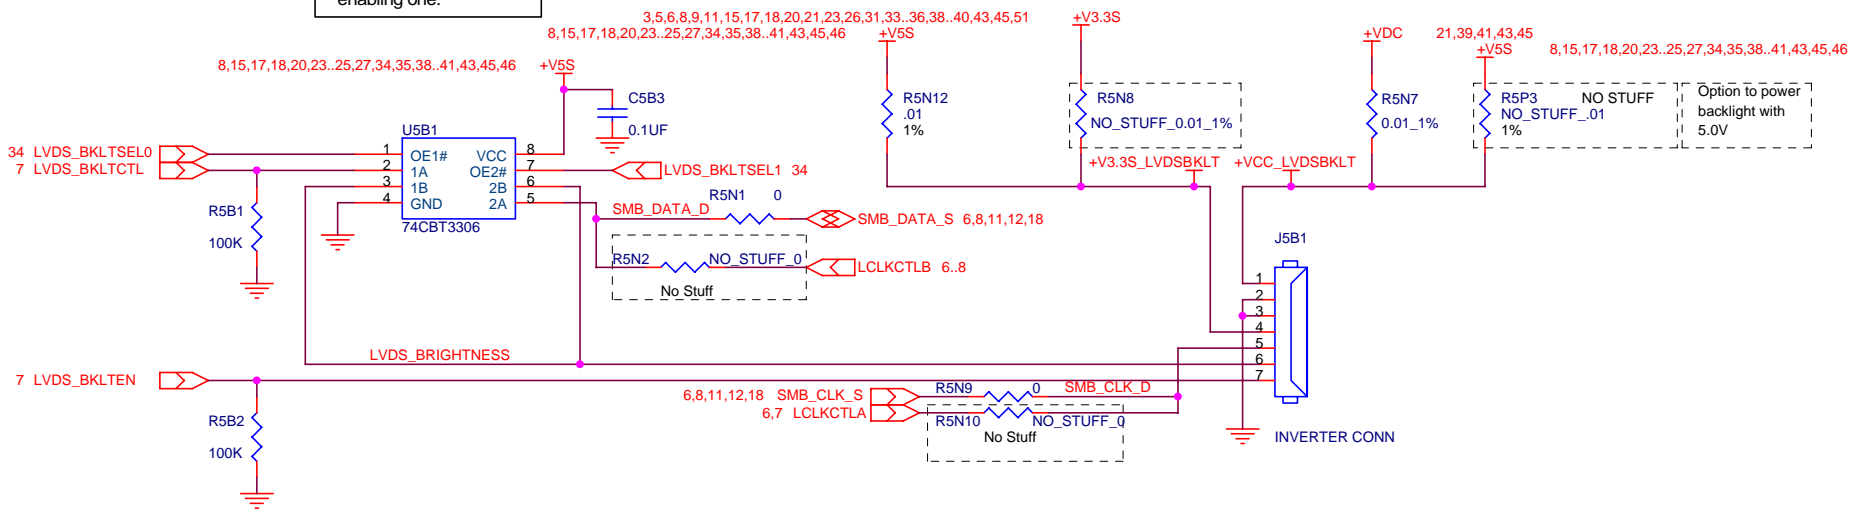 enabling one.
3,5,6,8,9,11,15,17,18,20,21,23,26,31,33..36,38..40,43,45,51 +V3.3S
8,15,17,18,20,23..25,27,34,35,38..41,43,45,46 +V5S
+VDC
21,39,41,43,45
+V5S 8,15,17,18,20,23..25,27,34,35,38..41,43,45,46
8,15,17,18,20,23..25,27,34,35,38..41,43,45,46 +V5S
C5B3
0.1UF
R5N12
.01
1%
R5N8
NO_STUFF_0.01_1%
R5N7
0.01_1%
R5P3 NO STUFF
NO_STUFF_.01
1%
Option to power
backlight with
5.0V
U5B1
34 LVDS_BKLTSEL0
7 LVDS_BKLTCTL
1 OE1# VCC 8
2 1A OE2# 7
3 1B 2B 6
4 GND 2A 5
74CBT3306
LVDS_BKLTSEL1 34
+V3.3S_LVDSBKLT +VCC_LVDSBKLT
R5B1
100K
SMB_DATA_D R5N1 0 SMB_DATA_S 6,8,11,12,18
R5N2 NO_STUFF_0 LCLKCTLB 6..8
No Stuff
J5B1
1
2
3
4
5
6
7
LVDS_BRIGHTNESS
7 LVDS_BKLTEN
6,8,11,12,18 SMB_CLK_S R5N9 0 SMB_CLK_D
6,7 LCLKCTLA R5N10 NO_STUFF_0
No Stuff
R5B2
100K
INVERTER CONN